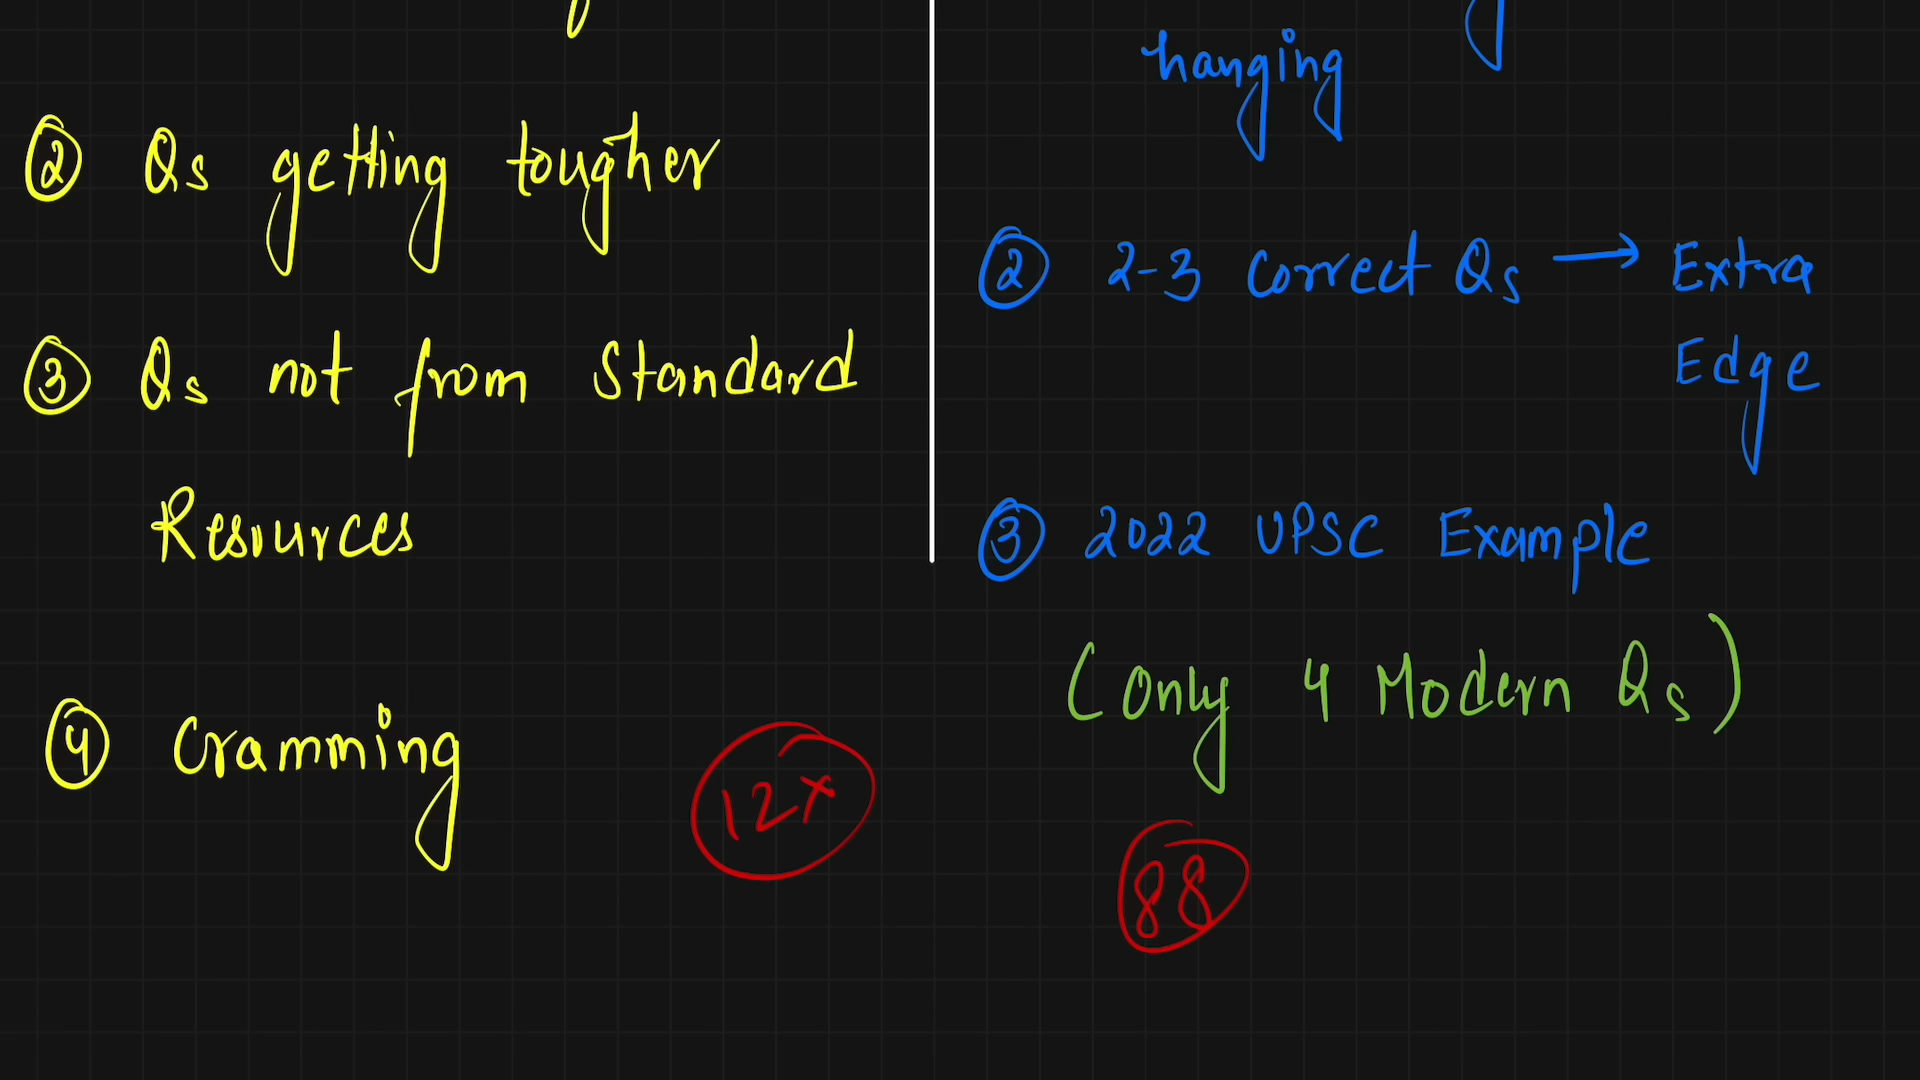 ② Qs getting tougher
③ Qs not from Standard
Resources
④ Cramming
12x
hanging
② 2-3 Correct Qs → Extra
Edge
③ 2022 UPSC Example
(Only 4 Modern Qs)
88